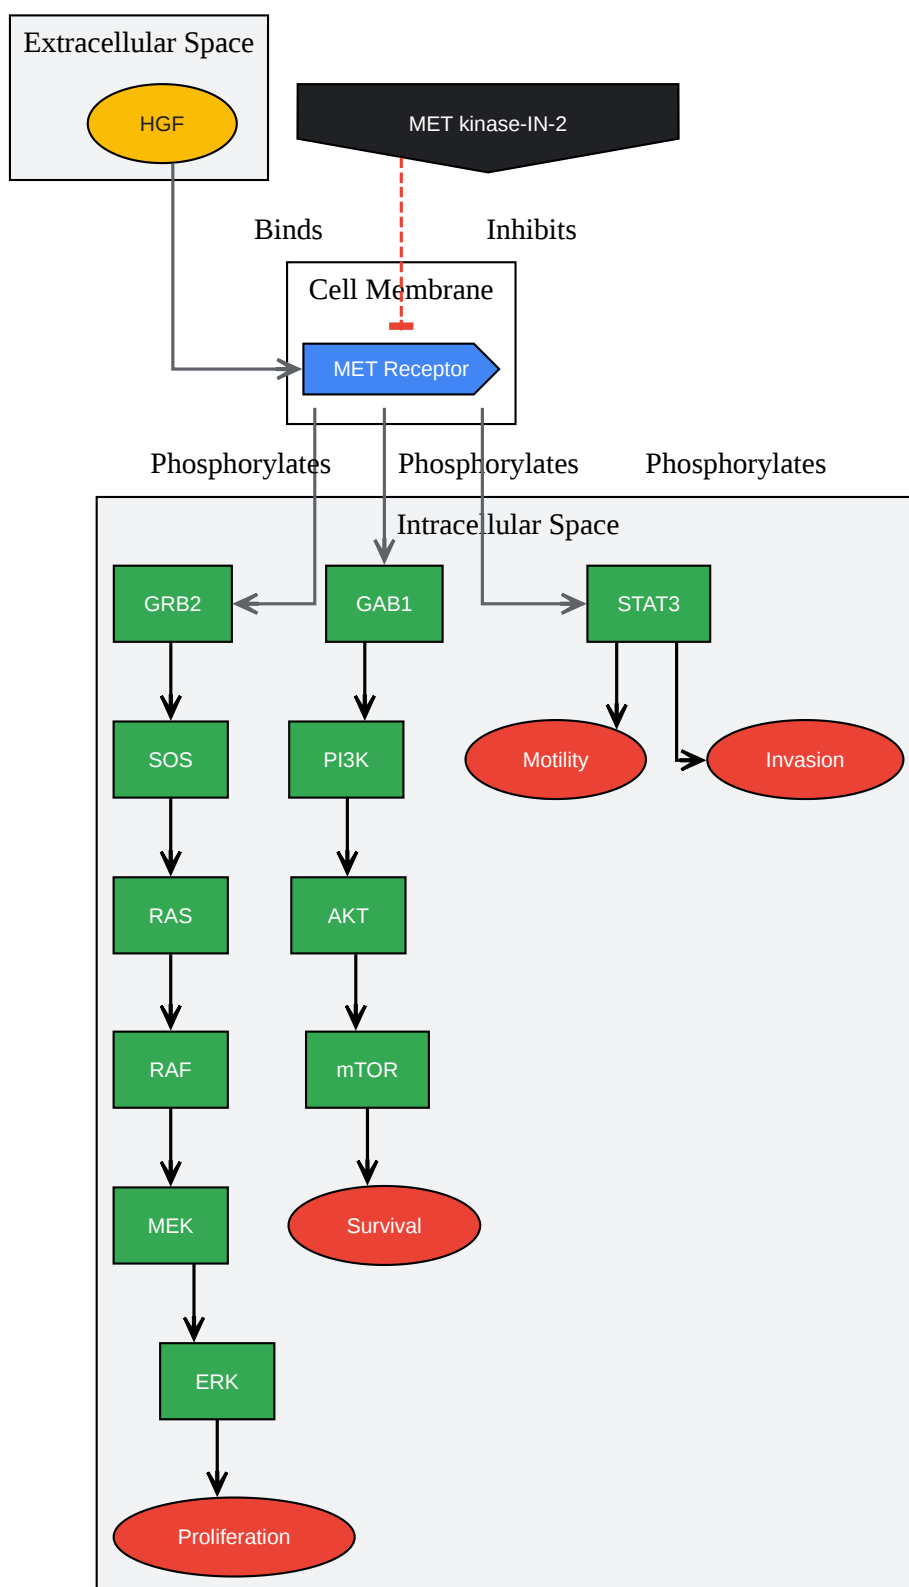 Extracellular Space
HGF
MET kinase-IN-2
Binds
Inhibits
Cell Membrane
MET Receptor
Phosphorylates
Phosphorylates
Phosphorylates
Intracellular Space
GRB2
GAB1
STAT3
SOS
PI3K
Motility
Invasion
RAS
AKT
RAF
mTOR
MEK
Survival
ERK
Proliferation